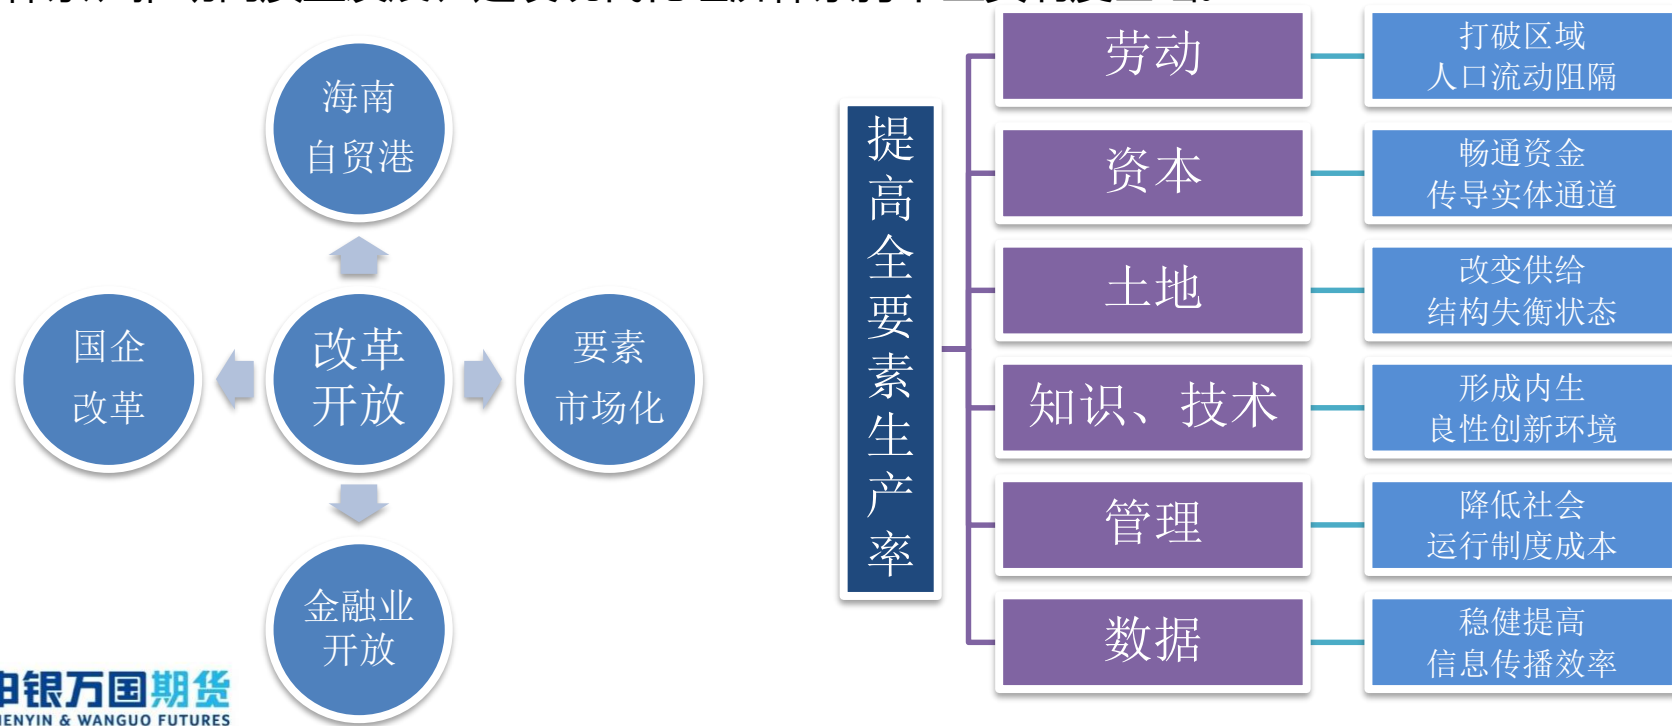 海南
自贸港
国企
改革
改革
开放
要素
市场化
金融业
开放
提
高
全
要
素
生
产
率
劳动
打破区域
人口流动阻隔
资本
畅通资金
传导实体通道
土地
改变供给
结构失衡状态
知识、技术
形成内生
良性创新环境
管理
降低社会
运行制度成本
数据
稳健提高
信息传播效率
申银万国期货
HENYIN & WANGUO FUTURES